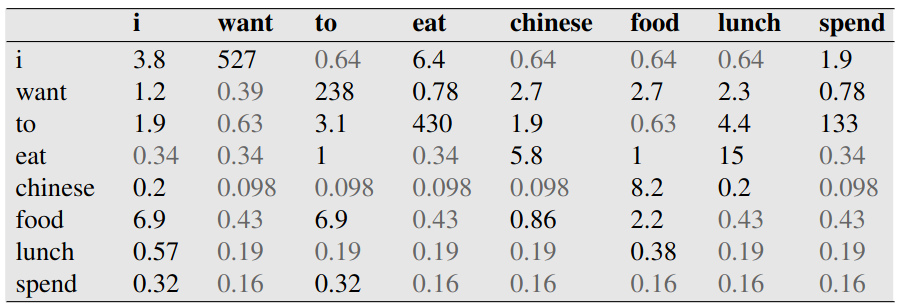 i want to eat chinese food lunch spend
i 3.8 527 0.64 6.4 0.64 0.64 0.64 1.9
want 1.2 0.39 238 0.78 2.7 2.7 2.3 0.78
to 1.9 0.63 3.1 430 1.9 0.63 4.4 133
eat 0.34 0.34 1 0.34 5.8 1 15 0.34
chinese 0.2 0.098 0.098 0.098 0.098 8.2 0.2 0.098
food 6.9 0.43 6.9 0.43 0.86 2.2 0.43 0.43
lunch 0.57 0.19 0.19 0.19 0.19 0.38 0.19 0.19
spend 0.32 0.16 0.32 0.16 0.16 0.16 0.16 0.16